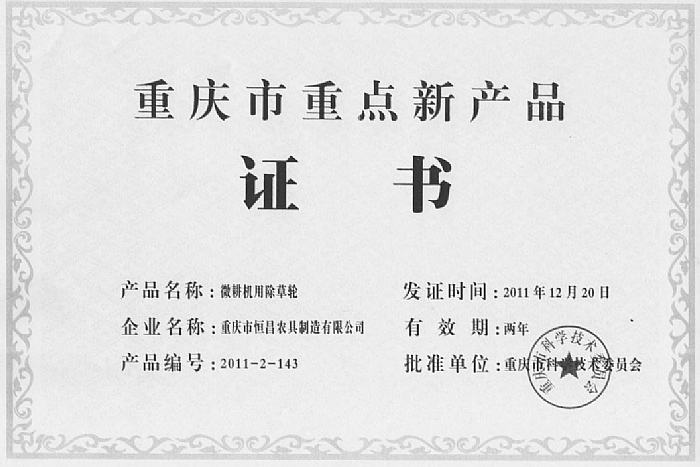 重庆市重点新产品
证书
产品名称：微耕机用除草轮
企业名称：重庆市恒昌农具制造有限公司
产品编号：2011-2-143
发证时间：2011年12月20日
有效期：两年
批准单位：重庆市科学技术委员会
重庆市科学技术委员会